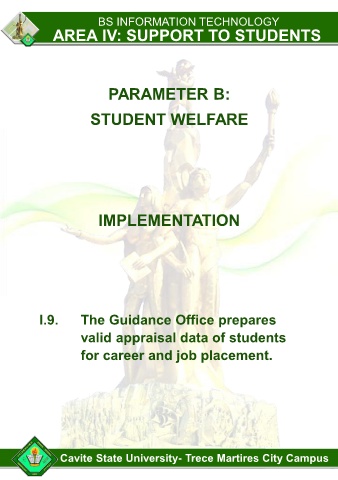 BS INFORMATION TECHNOLOGY
AREA IV: SUPPORT TO STUDENTS
PARAMETER B:
STUDENT WELFARE
IMPLEMENTATION
I.9. The Guidance Office prepares
valid appraisal data of students
for career and job placement.
Cavite State University- Trece Martires City Campus